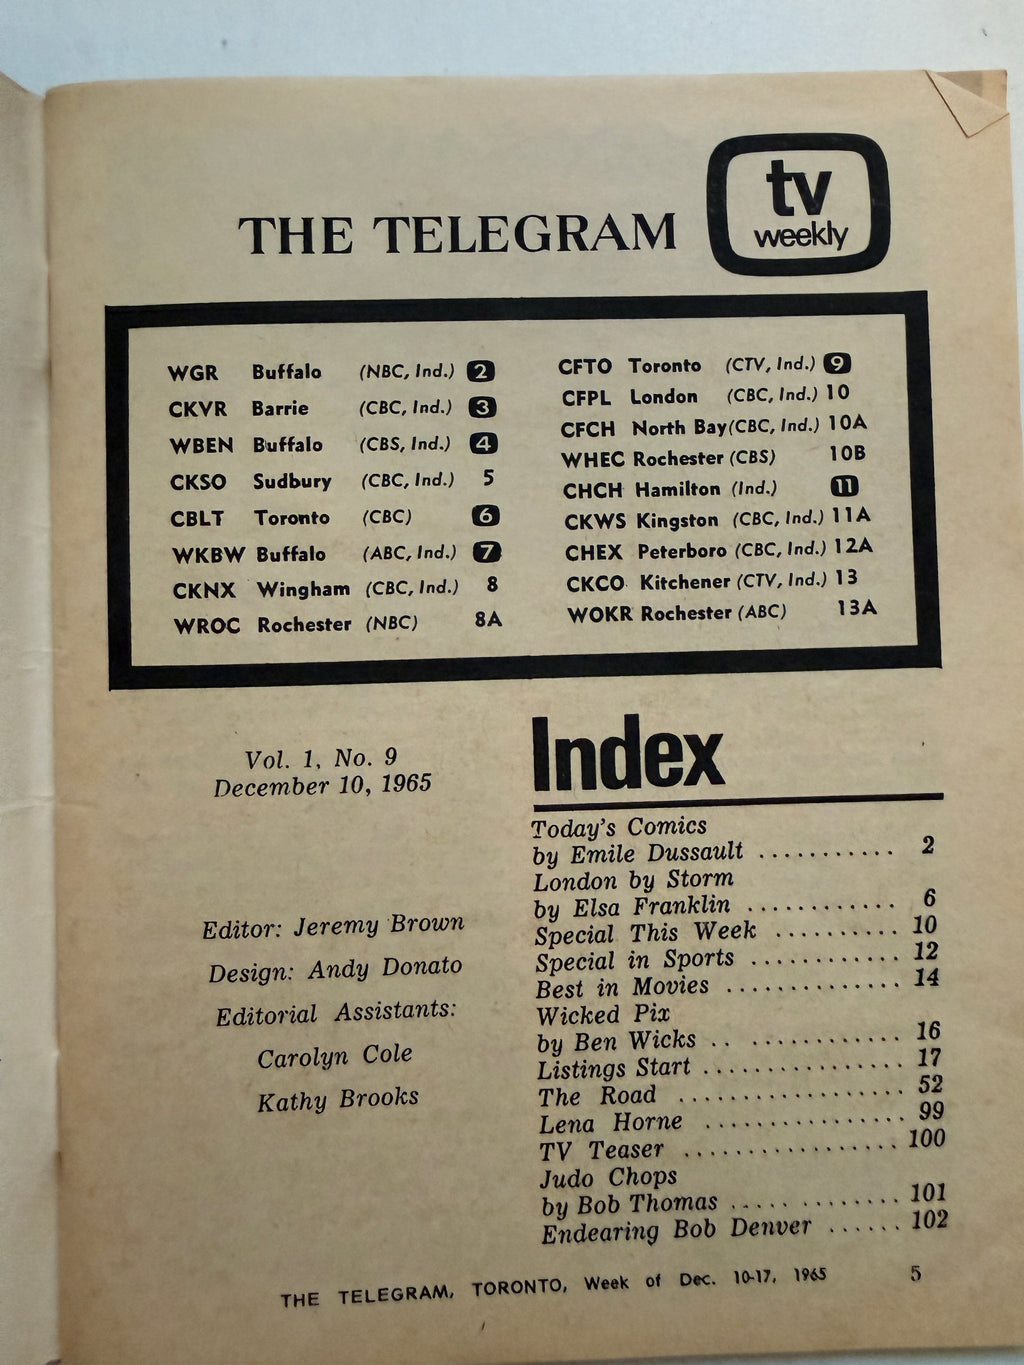 THE TELEGRAM
tv
weekly
WGR Buffalo (NBC, Ind.) 2
CKVR Barrie (CBC, Ind.) 3
WBEN Buffalo (CBS, Ind.) 4
CKSO Sudbury (CBC, Ind.) 5
CBLT Toronto (CBC) 6
WKBW Buffalo (ABC, Ind.) 7
CKNX Wingham (CBC, Ind.) 8
WROC Rochester (NBC) 8A
CFTO Toronto (CTV, Ind.) 9
CFPL London (CBC, Ind.) 10
CFCH North Bay (CBC, Ind.) 10A
WHEC Rochester (CBS) 10B
CHCH Hamilton (Ind.) 11
CKWS Kingston (CBC, Ind.) 11A
CHEX Peterboro (CBC, Ind.) 12A
CKCO Kitchener (CTV, Ind.) 13
WOKR Rochester (ABC) 13A
Vol. 1, No. 9
December 10, 1965
Editor: Jeremy Brown
Design: Andy Donato
Editorial Assistants:
Carolyn Cole
Kathy Brooks
Index
Today's Comics
by Emile Dussault ........... 2
London by Storm
by Elsa Franklin ............ 6
Special This Week .......... 10
Special in Sports ............ 12
Best in Movies .............. 14
Wicked Pix
by Ben Wicks .. ............ 16
Listings Start ................ 17
The Road .................. 52
Lena Horne ................ 99
TV Teaser ................. 100
Judo Chops
by Bob Thomas ..... ........ 101
Endearing Bob Denver ...... 102
THE TELEGRAM, TORONTO, Week of Dec. 10-17, 1965 5